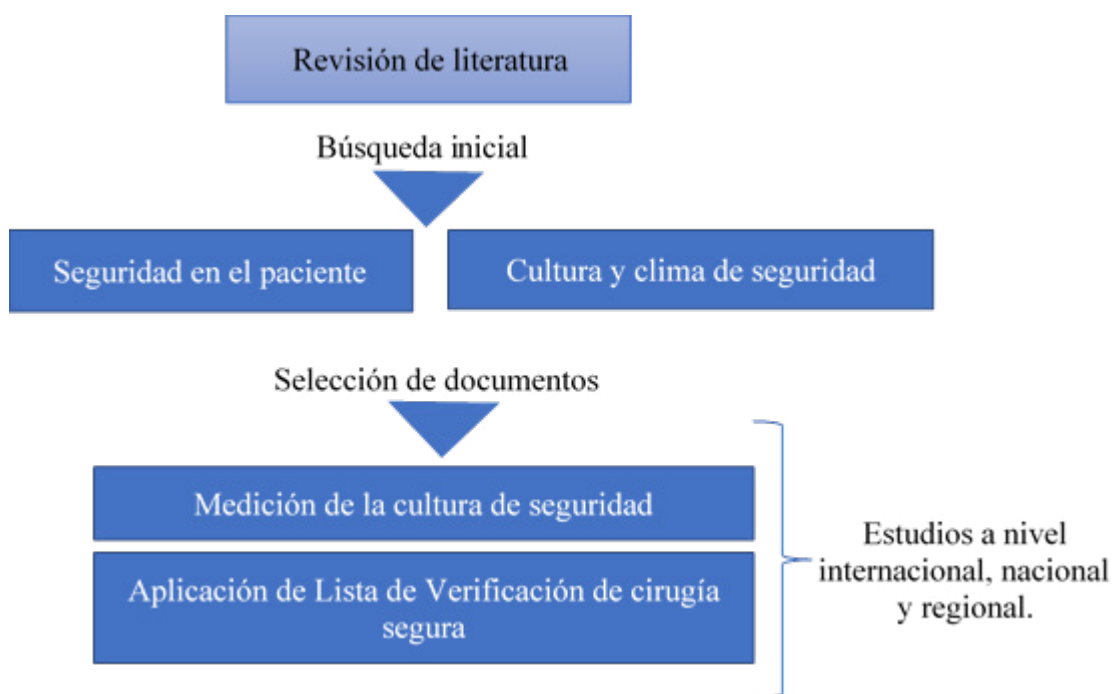 Revisión de literatura
Búsqueda inicial
Seguridad en el paciente
Cultura y clima de seguridad
Selección de documentos
Medición de la cultura de seguridad
Aplicación de Lista de Verificación de cirugía
segura
Estudios a nivel
internacional, nacional
y regional.